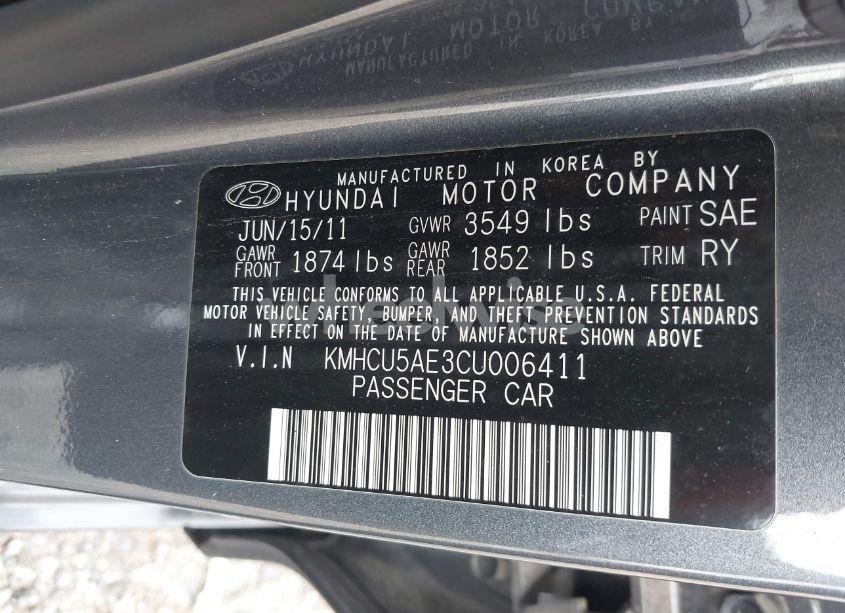 MANUFACTURED IN KOREA BY
HYUNDAI MOTOR COMPANY
JUN/15/11 GVWR 3549 lbs PAINT SAE
GAWR FRONT 1874 lbs GAWR REAR 1852 lbs TRIM RY
THIS VEHICLE CONFORMS TO ALL APPLICABLE U.S.A. FEDERAL
MOTOR VEHICLE SAFETY, BUMPER, AND THEFT PREVENTION STANDARDS
IN EFFECT ON THE DATE OF MANUFACTURE SHOWN ABOVE
V.I.N KMHCU5AE3CU006411
PASSENGER CAR